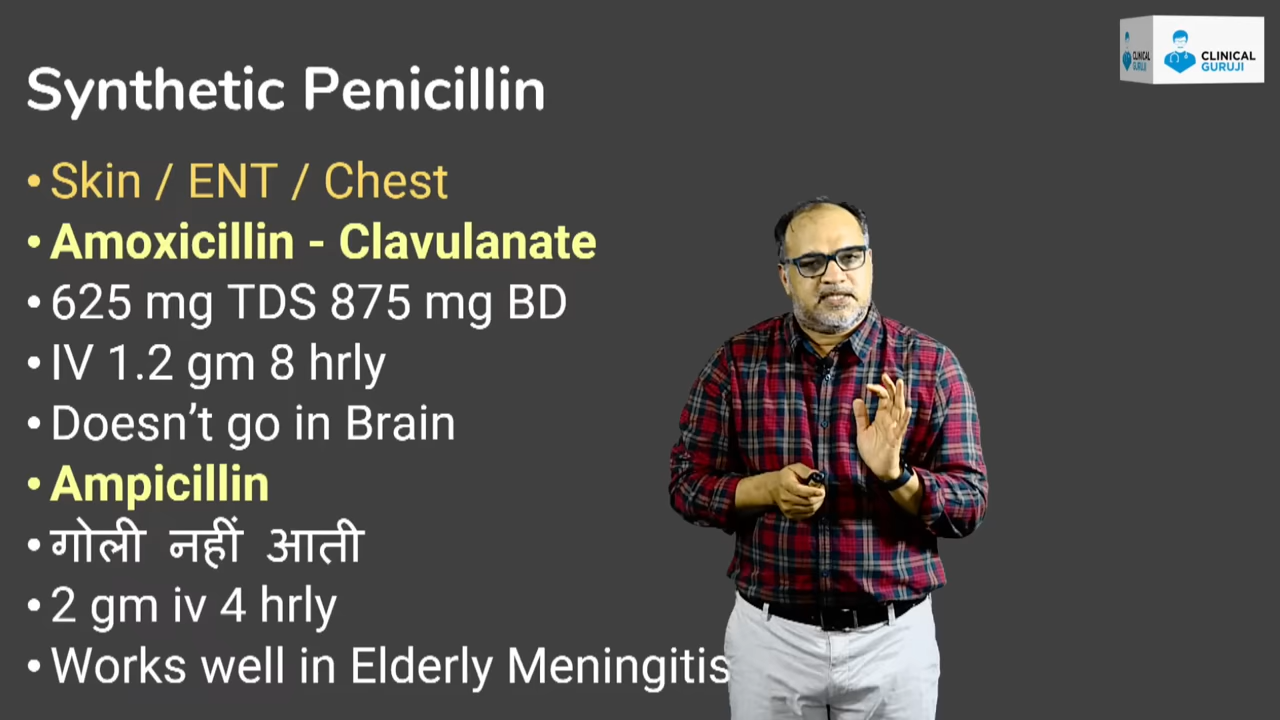 CLINICAL
GURUJI
CLINICAL
GURUJI
Synthetic Penicillin
• Skin / ENT / Chest
• Amoxicillin - Clavulanate
• 625 mg TDS 875 mg BD
• IV 1.2 gm 8 hrly
• Doesn’t go in Brain
• Ampicillin
• गोली नहीं आती
• 2 gm iv 4 hrly
• Works well in Elderly Meningitis